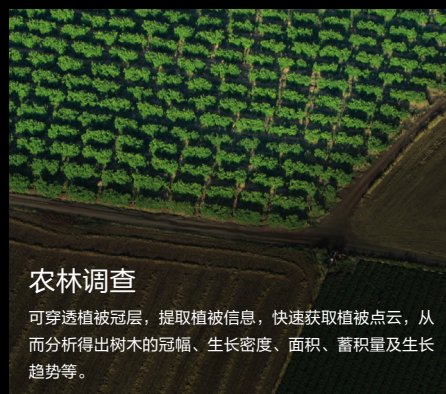 农林调查
可穿透植被冠层，提取植被信息，快速获取植被点云，从
而分析得出树木的冠幅、生长密度、面积、蓄积量及生长
趋势等。